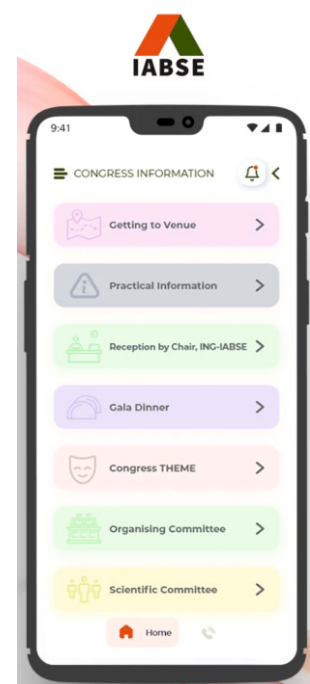 IABSE
9:41
CONGRESS INFORMATION
Getting to Venue
Practical Information
Reception by Chair, ING-IABSE
Gala Dinner
Congress THEME
Organising Committee
Scientific Committee
Home